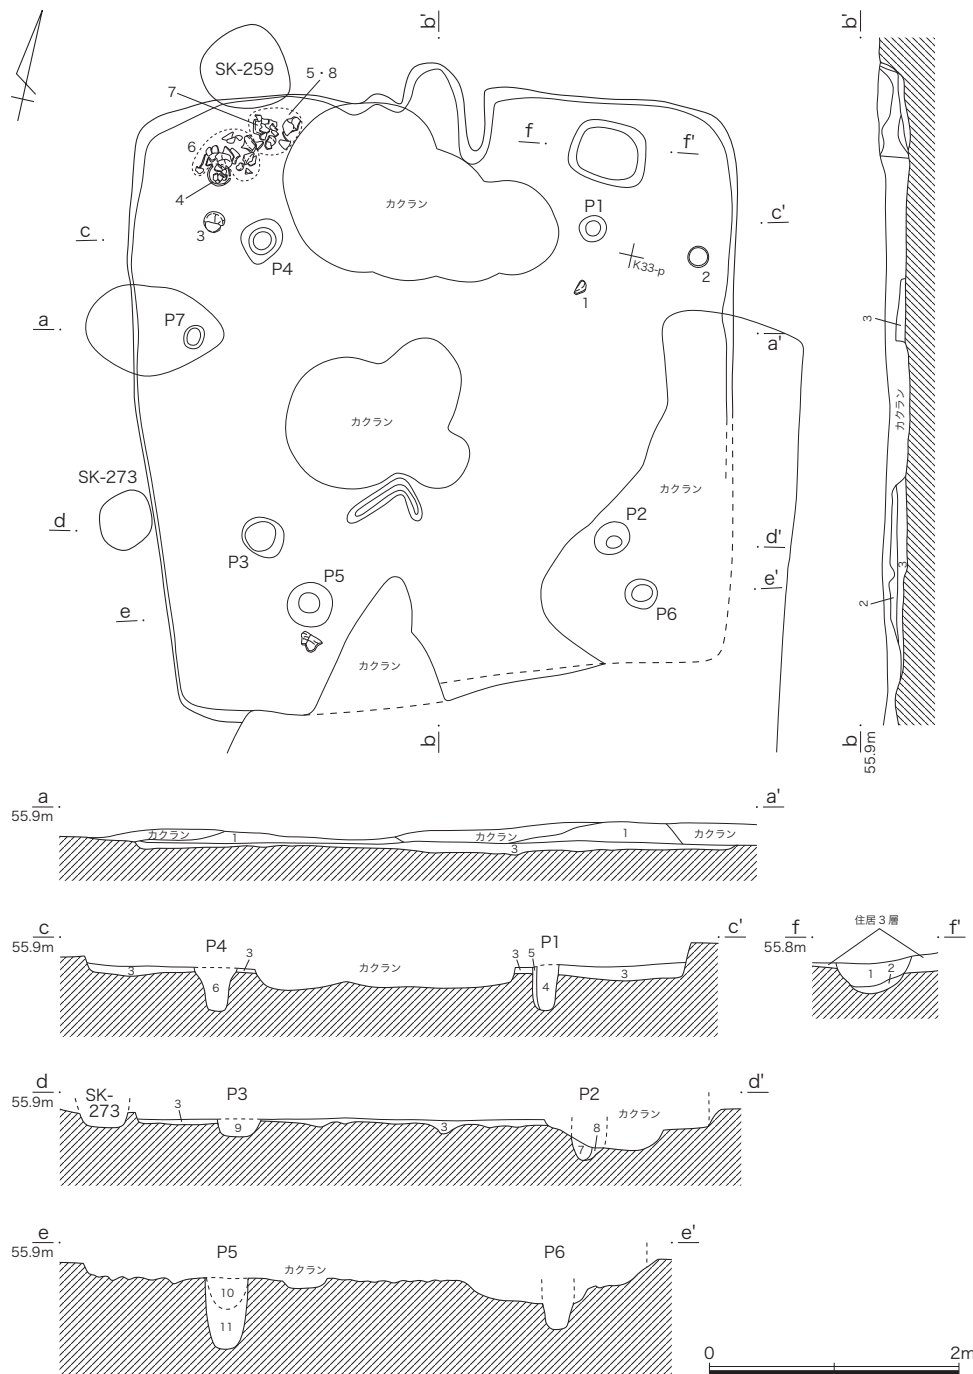 b'
b'
SK-259
5・8
7
6
4
3
P4
カクラン
f
f'
P1
K33-p
2
1
c
c'
a
a'
P7
3
カクラン
カクラン
SK-273
カクラン
d
d'
P3
P2
P5
P6
e
e'
カクラン
2
3
b
b
55.9m
a
55.9m
a'
カクラン
1
カクラン
1
カクラン
3
c
55.9m
c'
P4
3
3
6
カクラン
P1
3
5
4
3
f
55.8m
f'
住居3層
1
2
d
55.9m
d'
SK-
273
3
P3
9
3
P2
カクラン
7
8
e
55.9m
e'
P5
カクラン
P6
10
11
0
2m